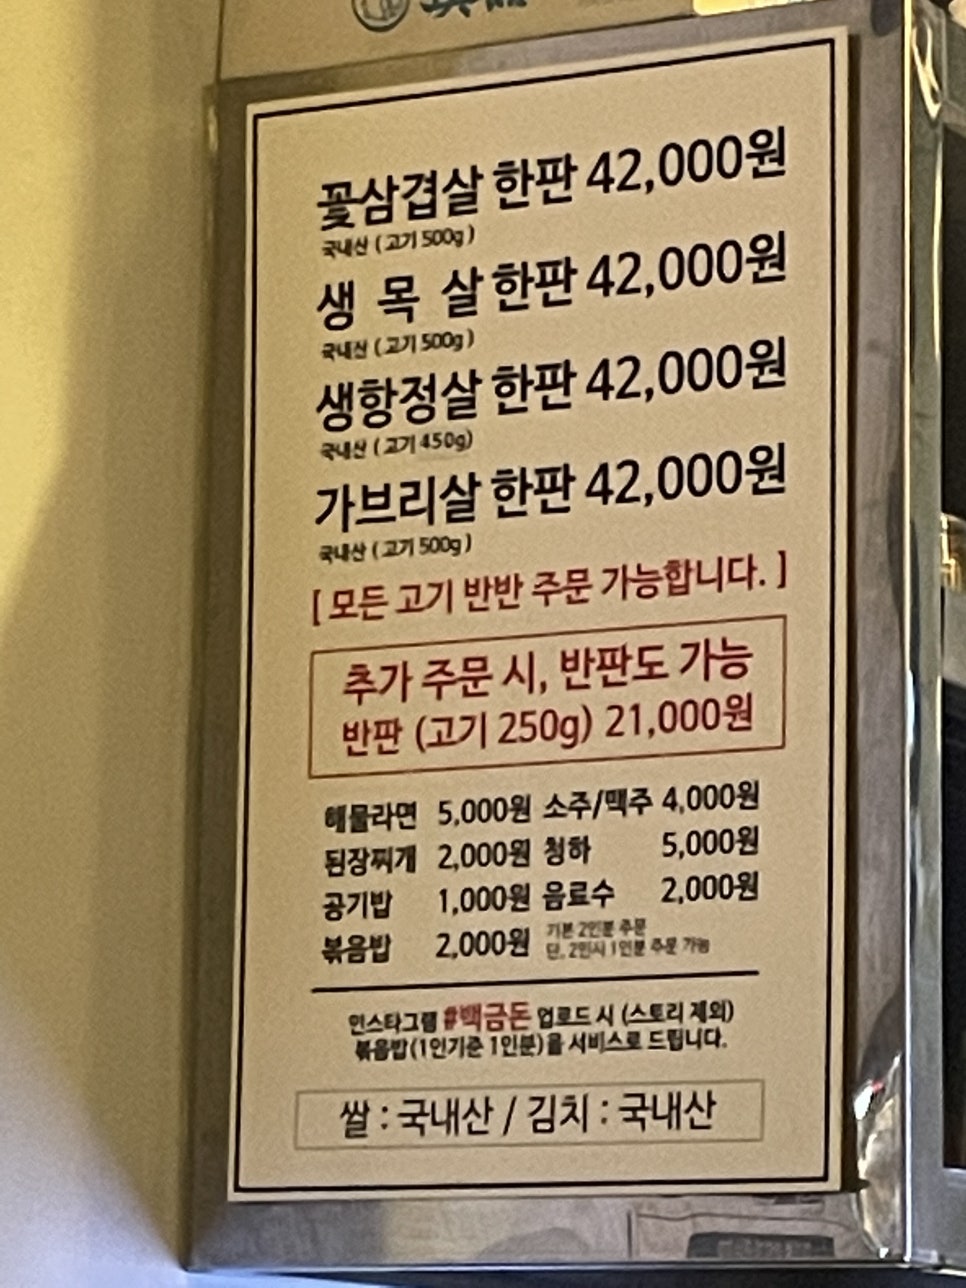 꽃삼겹살 한판 42,000원
국내산 ( 고기 500g )
생 목 살 한판 42,000원
국내산 ( 고기 500g )
생항정살 한판 42,000원
국내산 ( 고기 450g)
가브리살 한판 42,000원
국내산 ( 고기 500g )
[ 모든 고기 반반 주문 가능합니다. ]
추가 주문 시, 반판도 가능
반판 (고기 250g) 21,000원
해물라면 5,000원 소주/맥주 4,000원
된장찌개 2,000원 청하 5,000원
공기밥 1,000원 음료수 2,000원
볶음밥 2,000원 기본 2인분 주문
단, 2인시 1인분 주문 가능
인스타그램 #백금돈 업로드 시 (스토리 제외)
볶음밥(1인기준 1인분)을 서비스로 드립니다.
쌀 : 국내산 / 김치 : 국내산